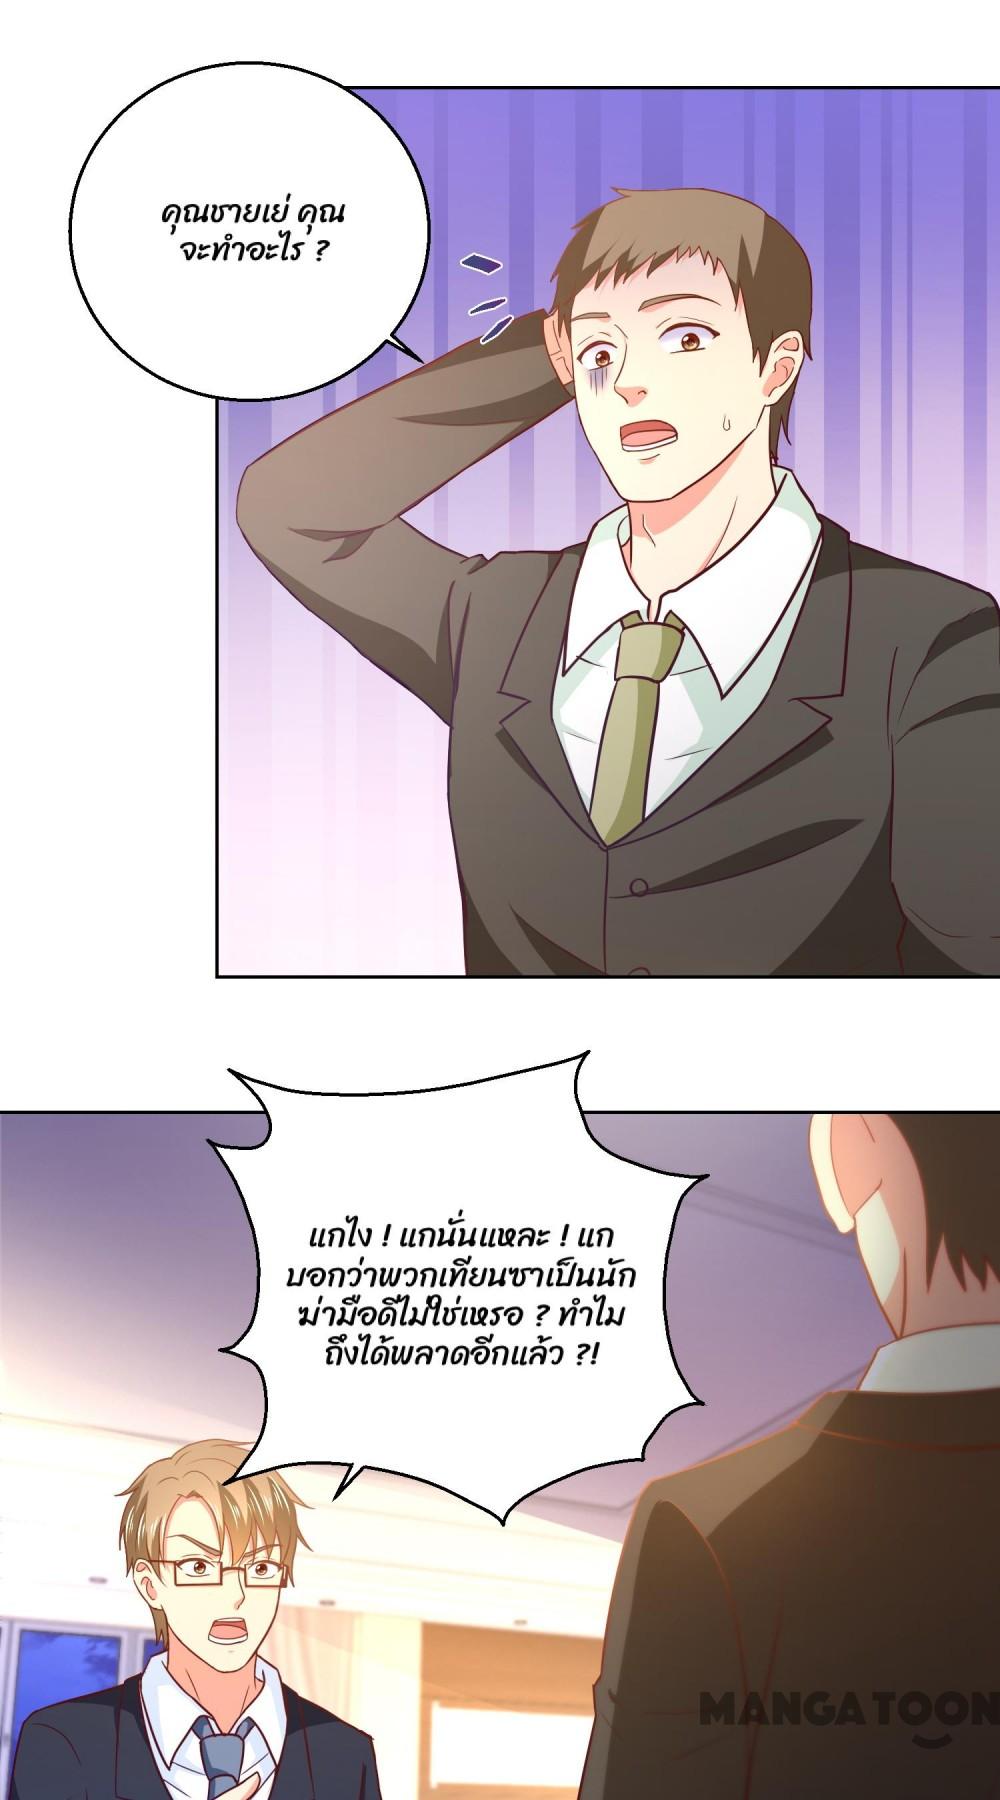 คุณชายเย่ คุณ
จะทำอะไร ?
แกไง ! แกนั่นแหละ ! แก
บอกว่าพวกเทียนซาเป็นนัก
ฆ่ามือดีไม่ใช่เหรอ ? ทำไม
ถึงได้พลาดอีกแล้ว ?!
MANGA TOON